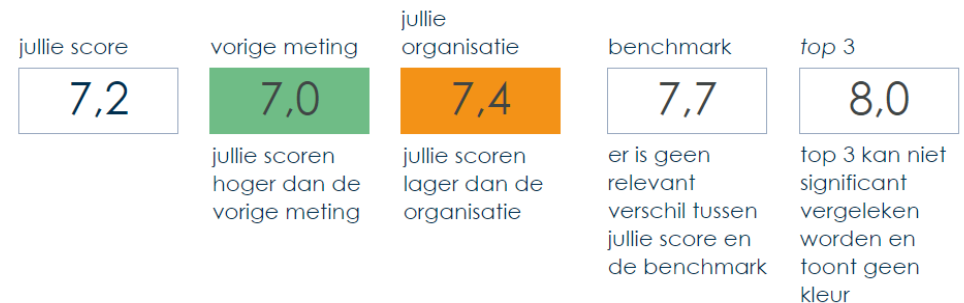 jullie score
7,2
vorige meting
7,0
jullie scoren
hoger dan de
vorige meting
jullie
organisatie
7,4
jullie scoren
lager dan de
organisatie
benchmark
7,7
er is geen
relevant
verschil tussen
jullie score en
de benchmark
top 3
8,0
top 3 kan niet
significant
vergeleken
worden en
toont geen
kleur